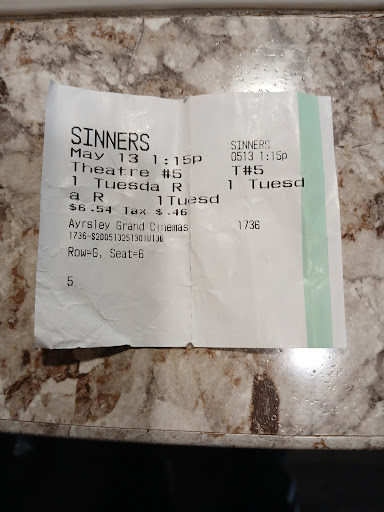 SINNERS
May 13 1:15p
Theatre #5
1 Tuesda R
a R 1Tuesd
$6.54 Tax $.46
Ayrsley Grand Cinemas
Row=G, Seat=6
5
SINNERS
0513 1:15p
T#5
1 Tuesd
1736